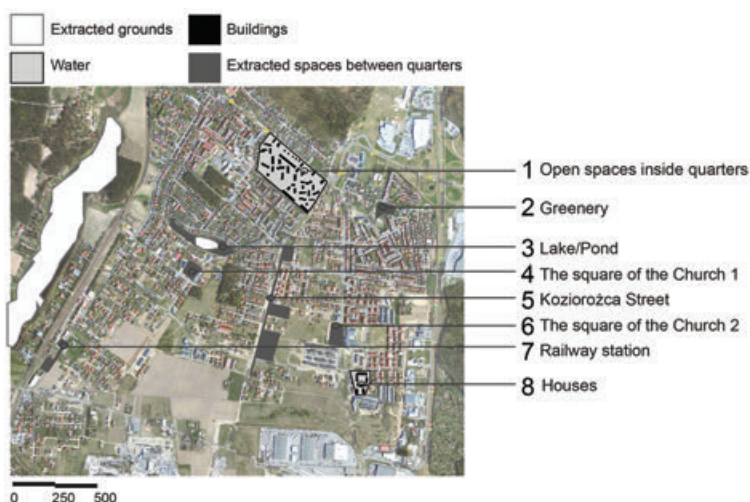 Extracted grounds
Buildings
Water
Extracted spaces between quarters
1 Open spaces inside quarters
2 Greenery
3 Lake/Pond
4 The square of the Church 1
5 Koziorożca Street
6 The square of the Church 2
7 Railway station
8 Houses
0 250 500